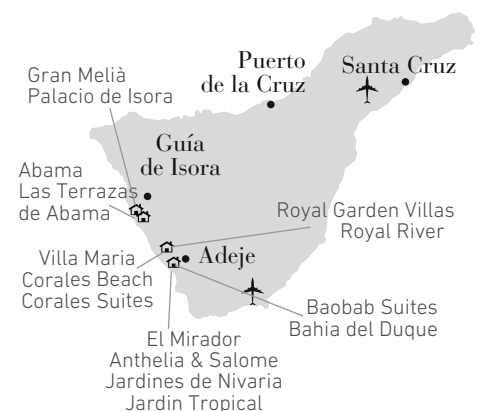 Puerto
de la Cruz
Santa Cruz
Gran Melià
Palacio de Isora
Guía
de Isora
Abama
Las Terrazas
de Abama
Royal Garden Villas
Royal River
Villa Maria
Corales Beach
Corales Suites
Adeje
Baobab Suites
Bahia del Duque
El Mirador
Anthelia & Salome
Jardines de Nivaria
Jardin Tropical